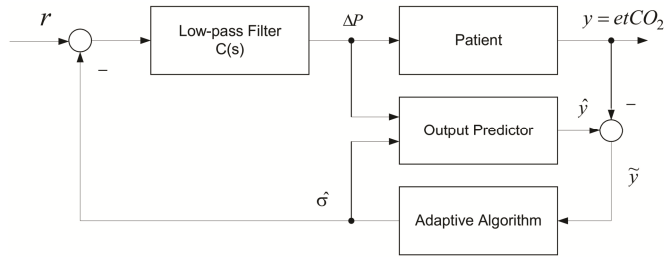 r
−
Low-pass Filter
C(s)
ΔP
Patient
y = etCO2
Output Predictor
ŷ
−
ỹ
σ̂
Adaptive Algorithm